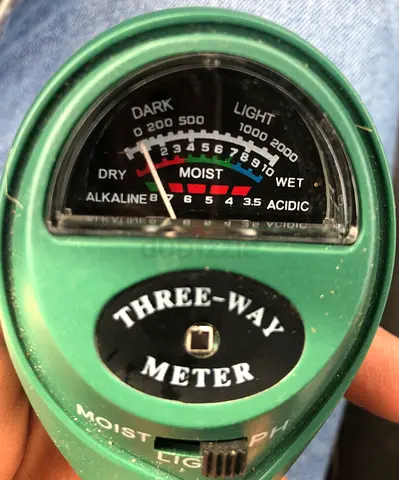 DARK LIGHT
0 200 500 1000 2000
2 3 4 5 6 7 8 9 10
DRY MOIST WET
ALKALINE 8 7 6 5 4 3.5 ACIDIC
THREE-WAY
METER
MOIST LIG PH